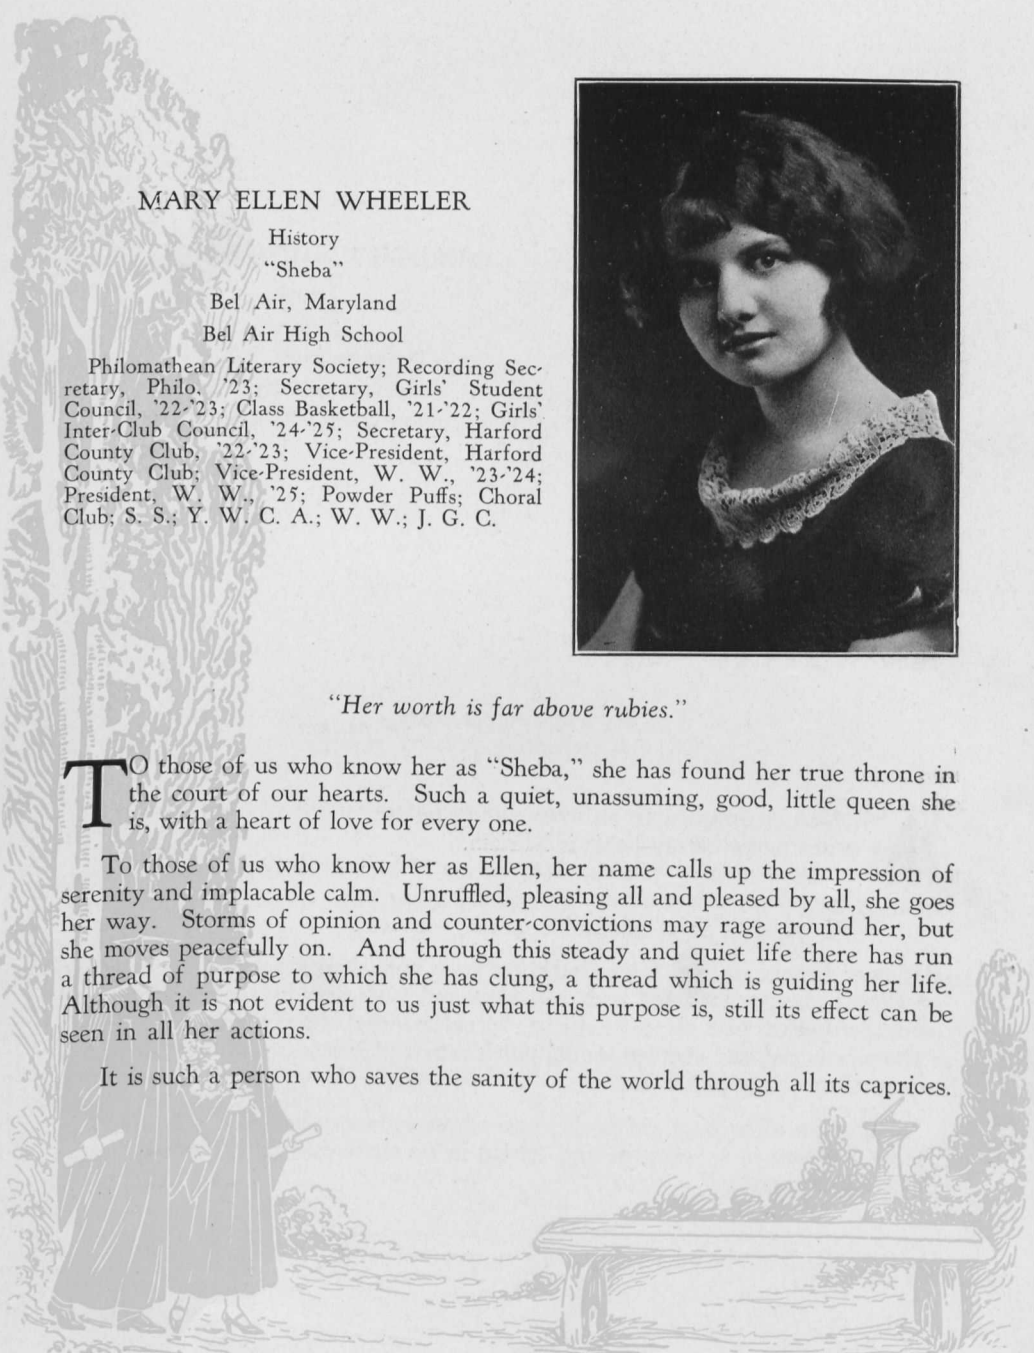 MARY ELLEN WHEELER
History
“Sheba”
Bel Air, Maryland
Bel Air High School
Philomathean Literary Society; Recording Sec-
retary, Philo. ’23; Secretary, Girls’ Student
Council, ’22-’23; Class Basketball, ’21-’22; Girls’
Inter-Club Council, ’24-’25; Secretary, Harford
County Club, ’22-’23; Vice-President, Harford
County Club; Vice-President, W. W., ’23-’24;
President, W. W., ’25; Powder Puffs; Choral
Club; S. S.; Y. W. C. A.; W. W.; J. G. C.
“Her worth is far above rubies.”
TO those of us who know her as “Sheba,” she has found her true throne in
the court of our hearts. Such a quiet, unassuming, good, little queen she
is, with a heart of love for every one.
To those of us who know her as Ellen, her name calls up the impression of
serenity and implacable calm. Unruffled, pleasing all and pleased by all, she goes
her way. Storms of opinion and counter-convictions may rage around her, but
she moves peacefully on. And through this steady and quiet life there has run
a thread of purpose to which she has clung, a thread which is guiding her life.
Although it is not evident to us just what this purpose is, still its effect can be
seen in all her actions.
It is such a person who saves the sanity of the world through all its caprices.